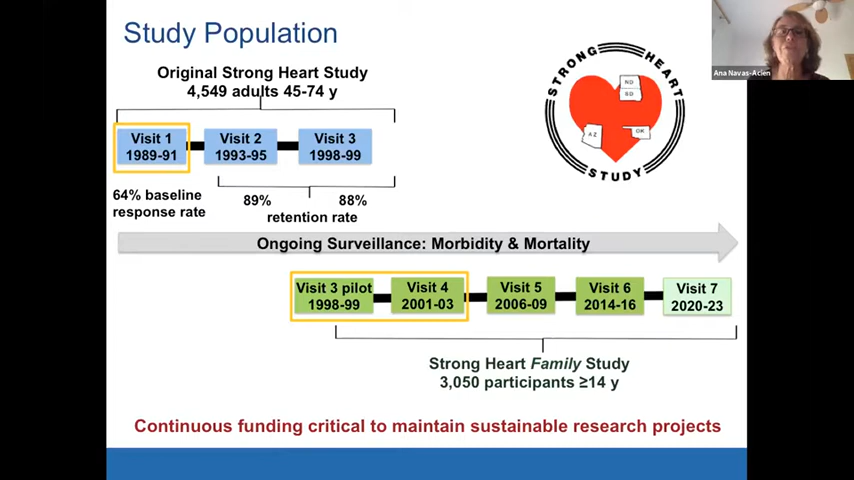 Study Population
Original Strong Heart Study
4,549 adults 45-74 y
Visit 1
1989-91
Visit 2
1993-95
Visit 3
1998-99
64% baseline
response rate
89%
88%
retention rate
STRONG HEART
STUDY
ND
SD
AZ
OK
Ana Navas-Acien
Ongoing Surveillance: Morbidity & Mortality
Visit 3 pilot
1998-99
Visit 4
2001-03
Visit 5
2006-09
Visit 6
2014-16
Visit 7
2020-23
Strong Heart Family Study
3,050 participants ≥14 y
Continuous funding critical to maintain sustainable research projects